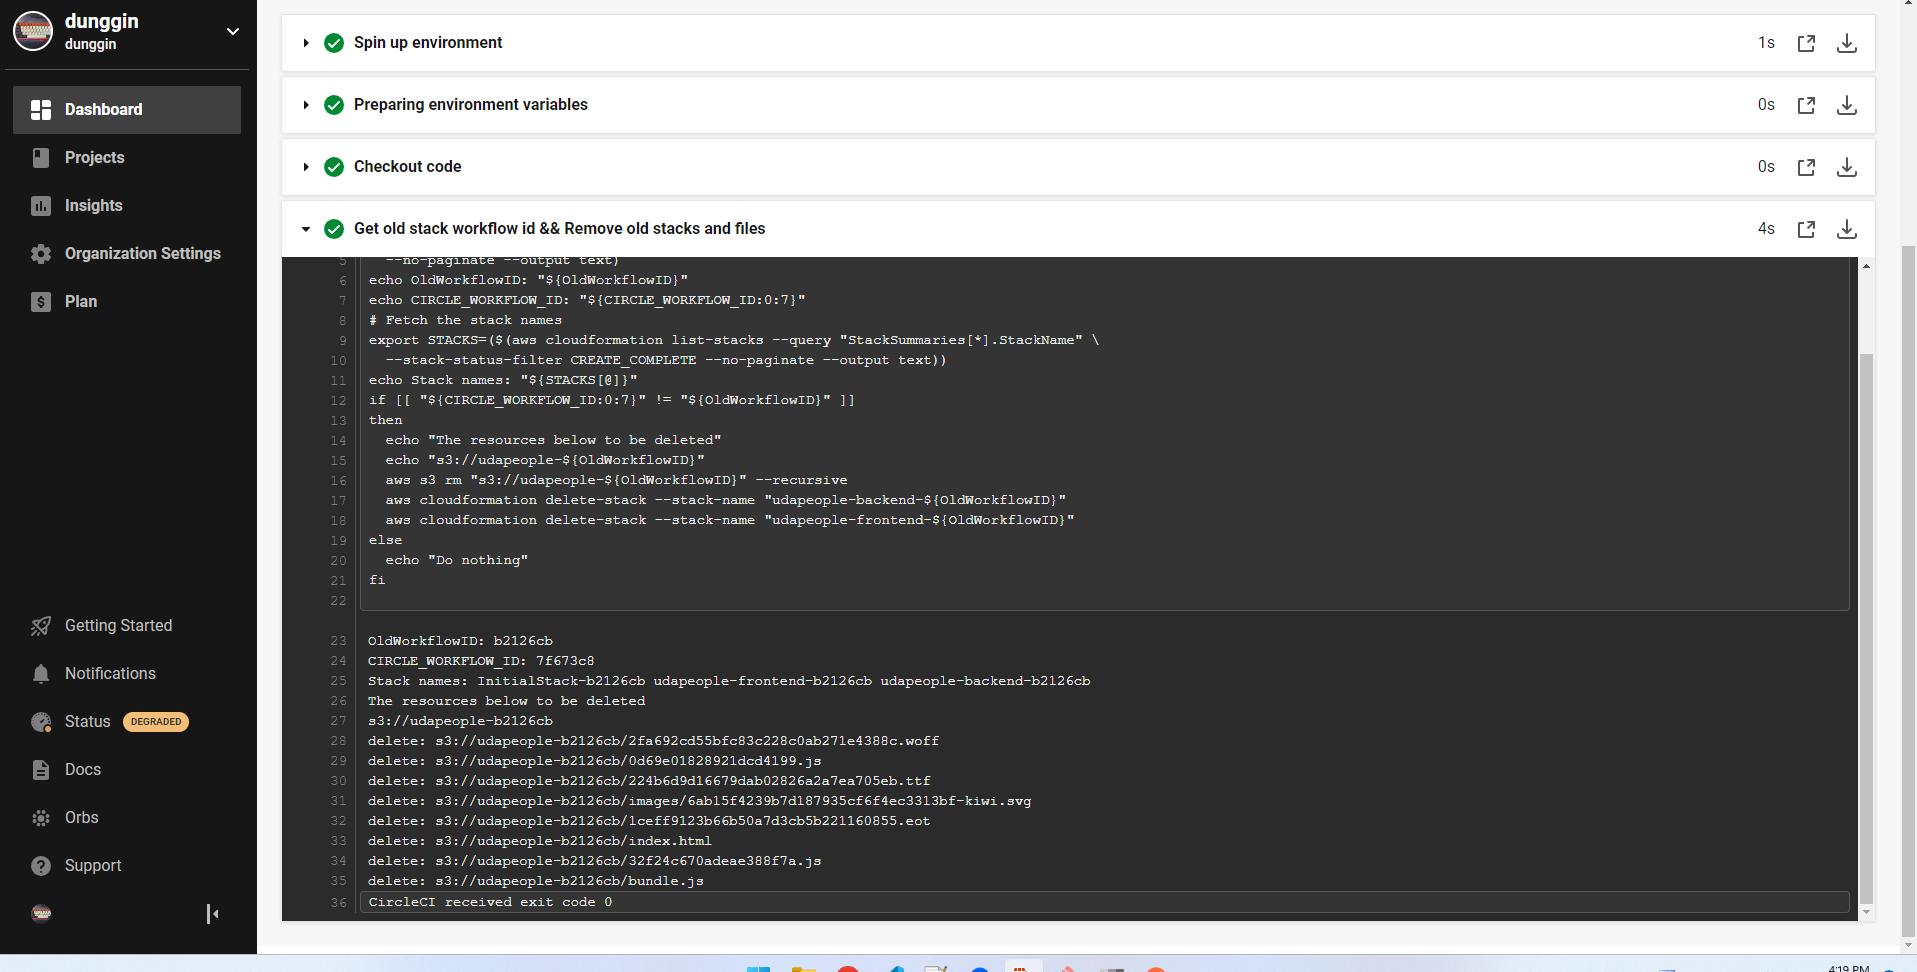 dunggin
dunggin
Dashboard
Projects
Insights
Organization Settings
Plan
Getting Started
Notifications
Status DEGRADED
Docs
Orbs
Support
Spin up environment 1s
Preparing environment variables 0s
Checkout code 0s
Get old stack workflow id && Remove old stacks and files 4s
5 --no-paginate --output text)
6 echo OldWorkflowID: "${OldWorkflowID}"
7 echo CIRCLE_WORKFLOW_ID: "${CIRCLE_WORKFLOW_ID:0:7}"
8 # Fetch the stack names
9 export STACKS=($(aws cloudformation list-stacks --query "StackSummaries[*].StackName" \
10 --stack-status-filter CREATE_COMPLETE --no-paginate --output text))
11 echo Stack names: "${STACKS[@]}"
12 if [[ "${CIRCLE_WORKFLOW_ID:0:7}" != "${OldWorkflowID}" ]]
13 then
14 echo "The resources below to be deleted"
15 echo "s3://udapeople-${OldWorkflowID}"
16 aws s3 rm "s3://udapeople-${OldWorkflowID}" --recursive
17 aws cloudformation delete-stack --stack-name "udapeople-backend-${OldWorkflowID}"
18 aws cloudformation delete-stack --stack-name "udapeople-frontend-${OldWorkflowID}"
19 else
20 echo "Do nothing"
21 fi
22
23 OldWorkflowID: b2126cb
24 CIRCLE_WORKFLOW_ID: 7f673c8
25 Stack names: InitialStack-b2126cb udapeople-frontend-b2126cb udapeople-backend-b2126cb
26 The resources below to be deleted
27 s3://udapeople-b2126cb
28 delete: s3://udapeople-b2126cb/2fa692cd55bfc83c228c0ab271e4388c.woff
29 delete: s3://udapeople-b2126cb/0d69e01828921dcd4199.js
30 delete: s3://udapeople-b2126cb/224b6d9d16679dab02826a2a7ea705eb.ttf
31 delete: s3://udapeople-b2126cb/images/6ab15f4239b7d187935cf6f4ec3313bf-kiwi.svg
32 delete: s3://udapeople-b2126cb/1ceff9123b66b50a7d3cb5b221160855.eot
33 delete: s3://udapeople-b2126cb/index.html
34 delete: s3://udapeople-b2126cb/32f24c670adeae388f7a.js
35 delete: s3://udapeople-b2126cb/bundle.js
36 CircleCI received exit code 0
4:19 PM